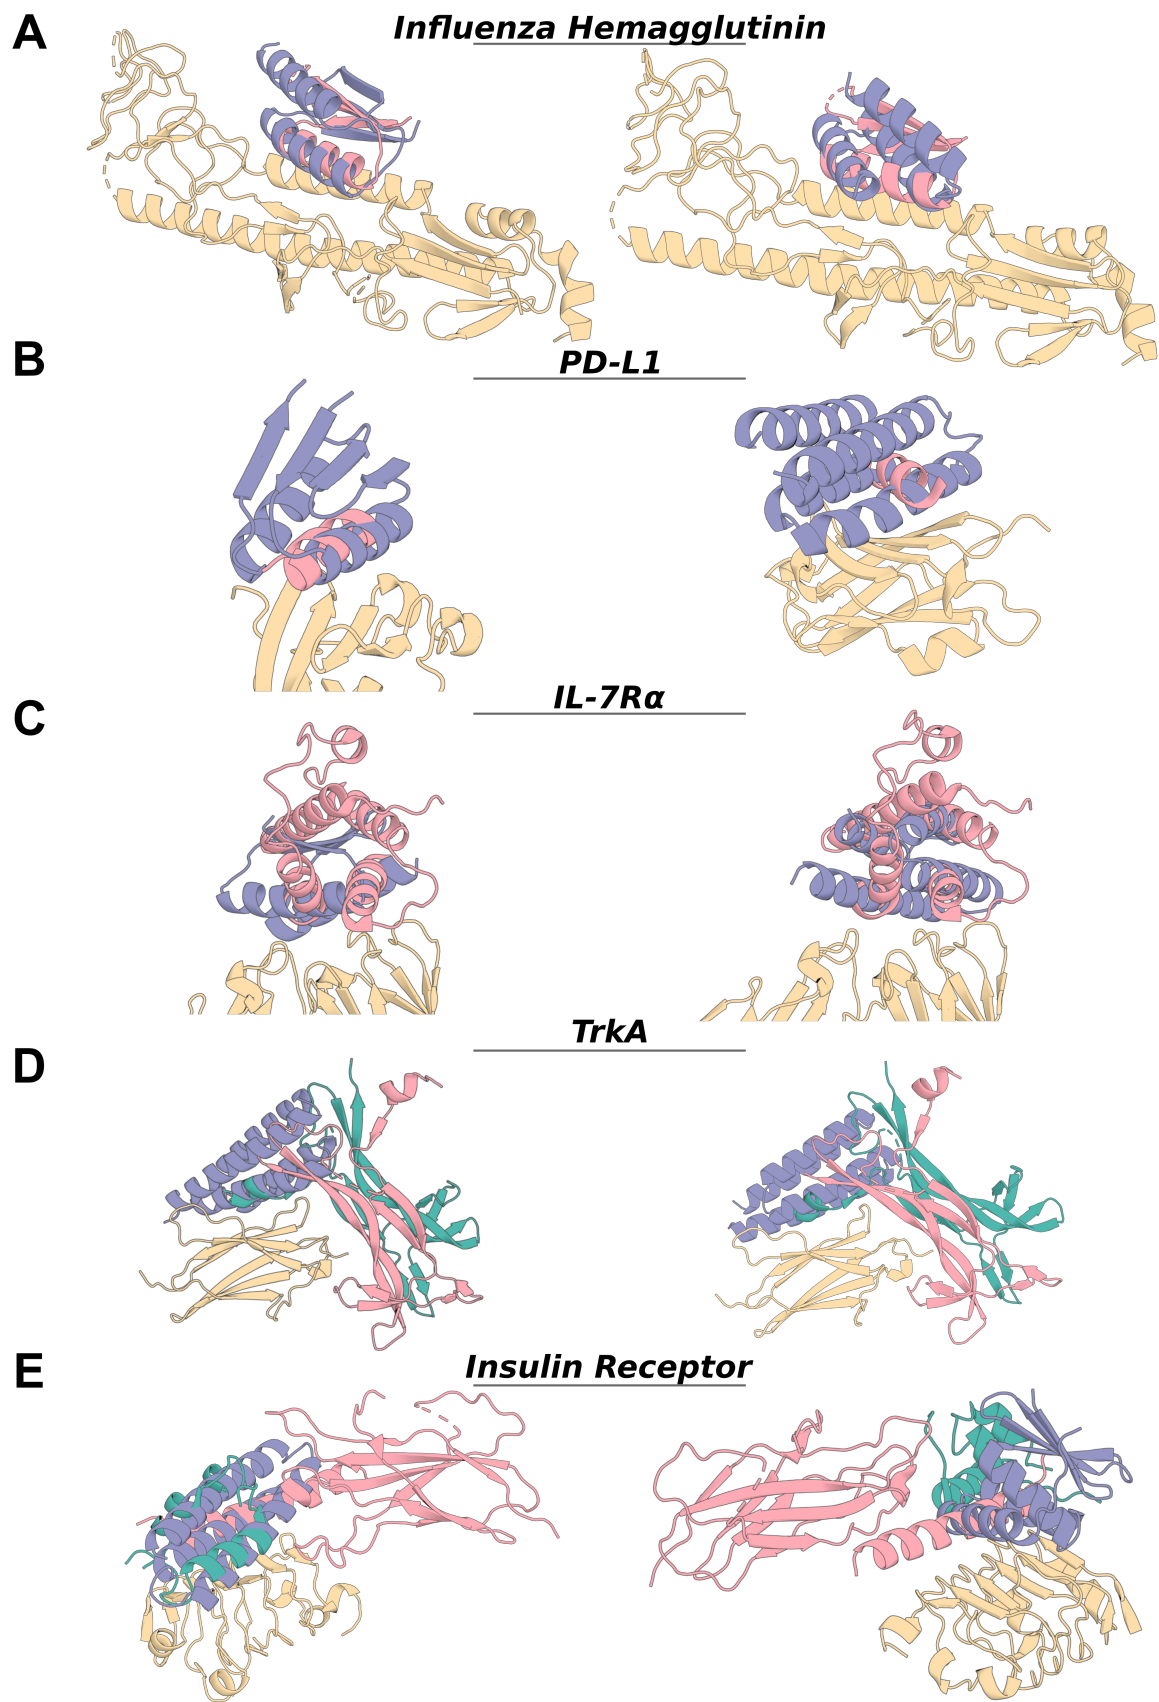 A
Influenza Hemagglutinin
B
PD-L1
C
IL-7Rα
D
TrkA
E
Insulin Receptor